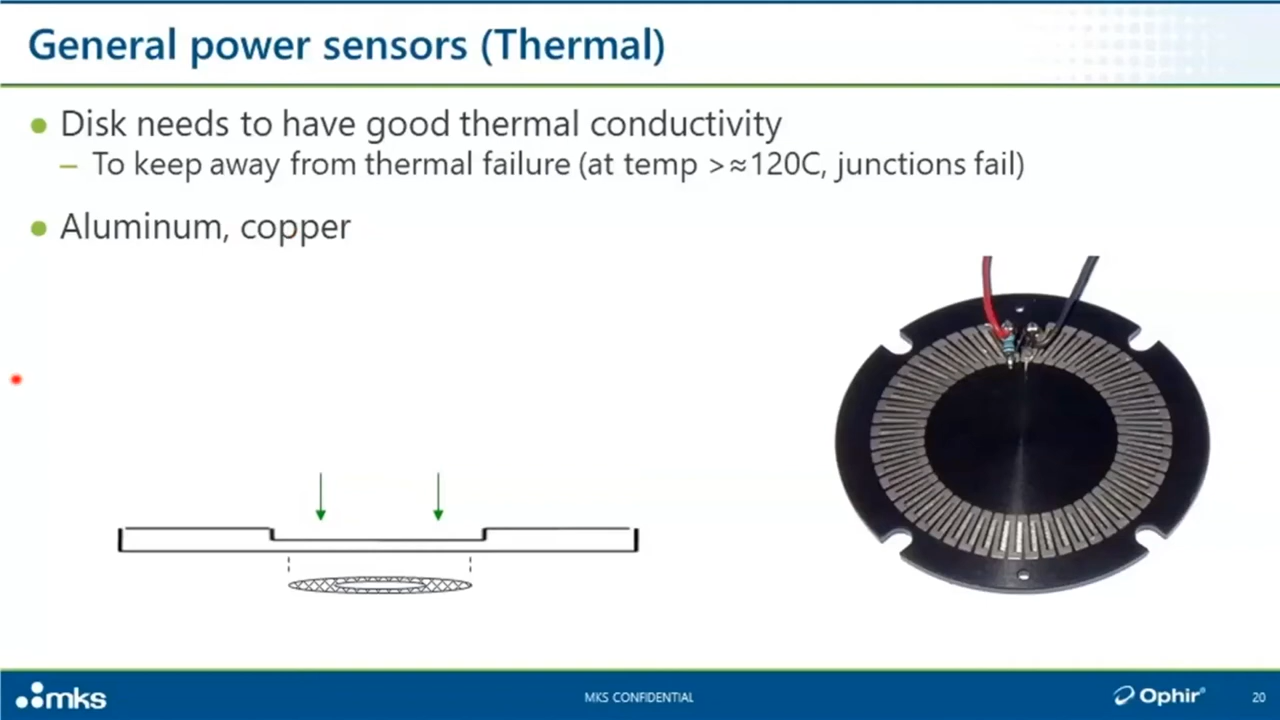 General power sensors (Thermal)
● Disk needs to have good thermal conductivity
– To keep away from thermal failure (at temp >≈120C, junctions fail)
● Aluminum, copper
mks
MKS CONFIDENTIAL
Ophir®
20